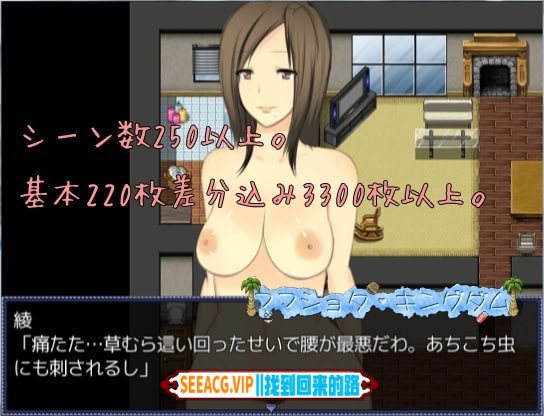 シーン数250以上。
基本220枚差分込み3300枚以上。
ママショタ・キングダム
綾
「痛たた…草むら這い回ったせいで腰が最悪だわ。あちこち虫
にも刺されるし」
SEEACG.VIP||找到回来的路